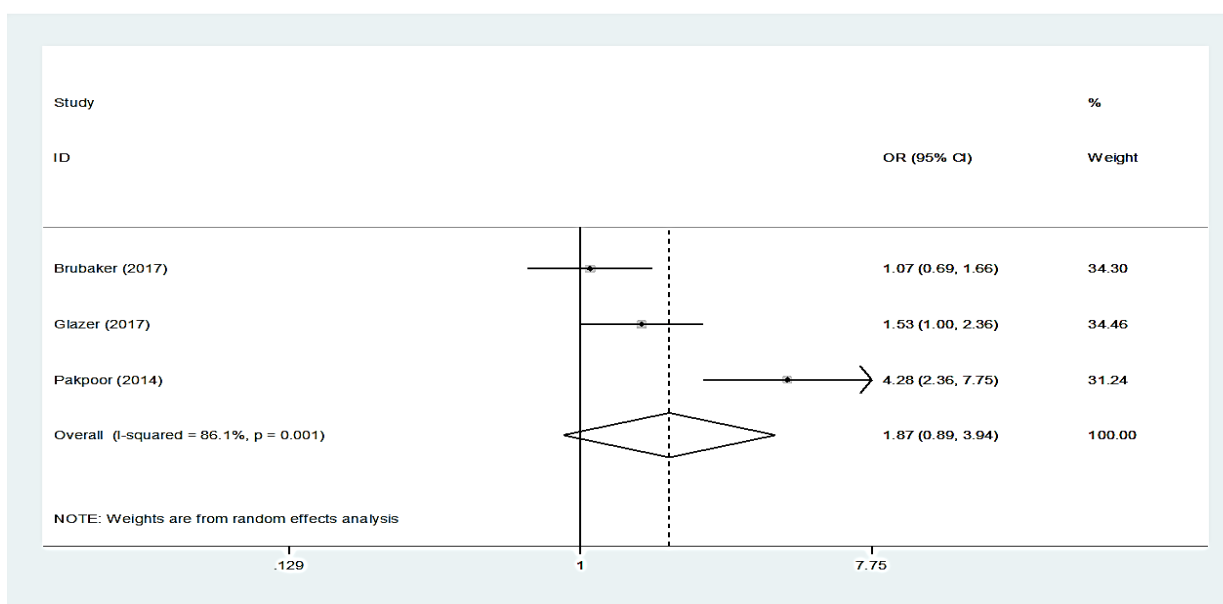 Study %
ID OR (95% CI) Weight
Brubaker (2017) 1.07 (0.69, 1.66) 34.30
Glazer (2017) 1.53 (1.00, 2.36) 34.46
Pakpoor (2014) 4.28 (2.36, 7.75) 31.24
Overall (I-squared = 86.1%, p = 0.001) 1.87 (0.89, 3.94) 100.00
NOTE: Weights are from random effects analysis
.129 1 7.75